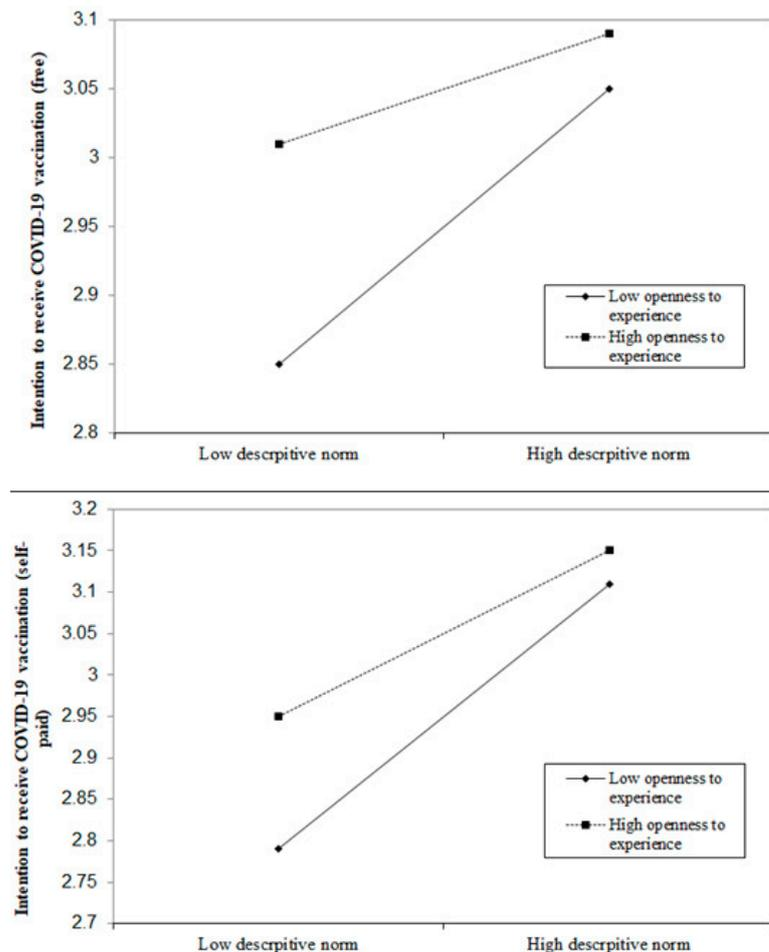 Intention to receive COVID-19 vaccination (free)
3.1
3.05
3
2.95
2.9
2.85
2.8
Low openness to
experience
High openness to
experience
Low descrpitive norm
High descrpitive norm
Intention to receive COVID-19 vaccination (self-
paid)
3.2
3.15
3.1
3.05
3
2.95
2.9
2.85
2.8
2.75
2.7
Low openness to
experience
High openness to
experience
Low descrpitive norm
High descrpitive norm